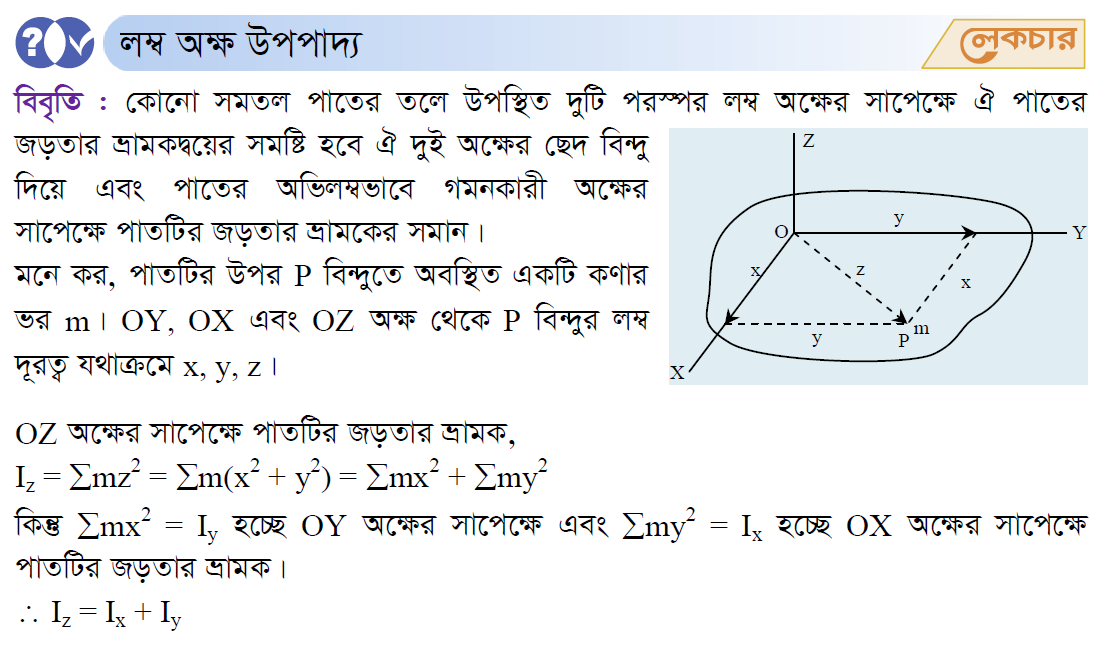 লম্ব অক্ষ উপপাদ্য
লেকচার
বিবৃতি : কোনো সমতল পাতের তলে উপস্থিত দুটি পরস্পর লম্ব অক্ষের সাপেক্ষে ঐ পাতের
জড়তার ভ্রামকদ্বয়ের সমষ্টি হবে ঐ দুই অক্ষের ছেদ বিন্দু
দিয়ে এবং পাতের অভিলম্বভাবে গমনকারী অক্ষের
সাপেক্ষে পাতটির জড়তার ভ্রামকের সমান।
মনে কর, পাতটির উপর P বিন্দুতে অবস্থিত একটি কণার
ভর m। OY, OX এবং OZ অক্ষ থেকে P বিন্দুর লম্ব
দূরত্ব যথাক্রমে x, y, z ।
Z
y
O
Y
x
z
x
m
P
y
X
OZ অক্ষের সাপেক্ষে পাতটির জড়তার ভ্রামক,
I_z = ∑mz² = ∑m(x² + y²) = ∑mx² + ∑my²
কিন্তু ∑mx² = I_y হচ্ছে OY অক্ষের সাপেক্ষে এবং ∑my² = I_x হচ্ছে OX অক্ষের সাপেক্ষে
পাতটির জড়তার ভ্রামক।
∴ I_z = I_x + I_y